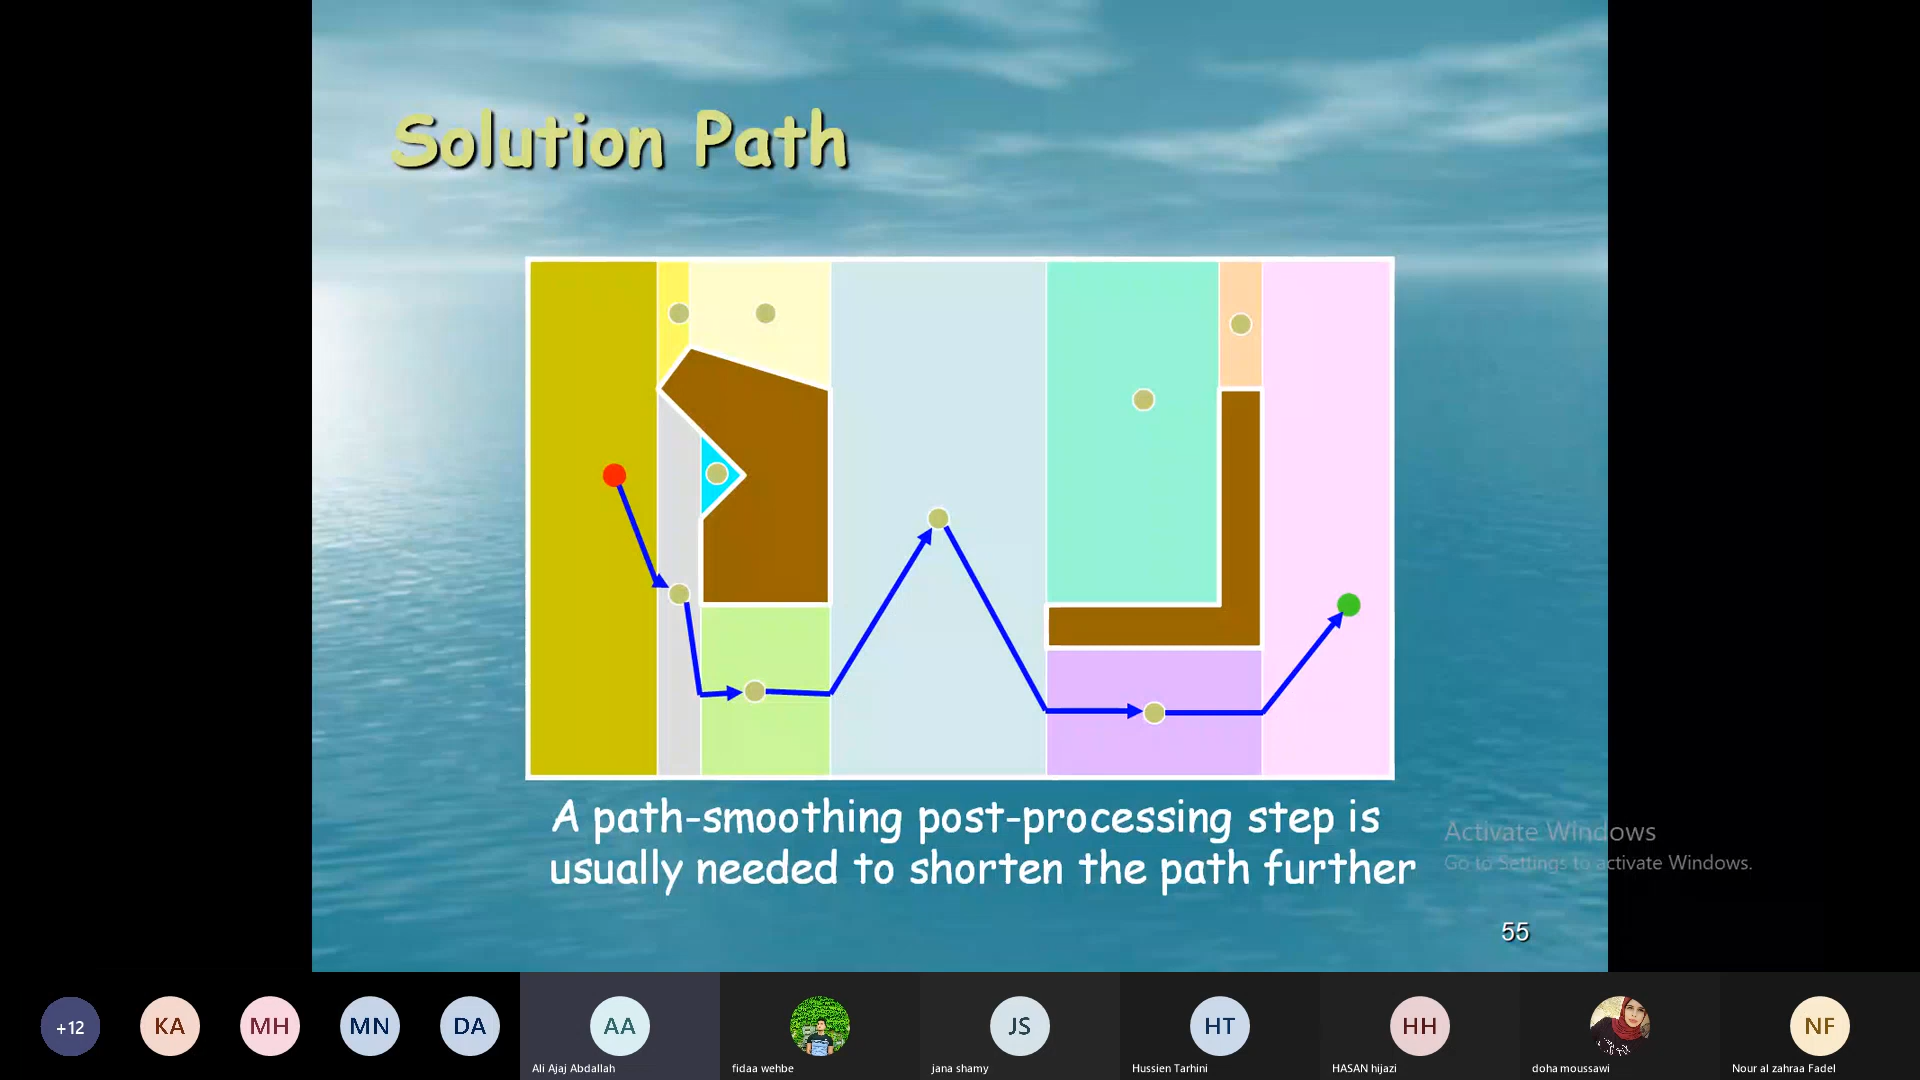 Solution Path
A path-smoothing post-processing step is
usually needed to shorten the path further
Activate Windows
Go to Settings to activate Windows.
55
+12
KA
MH
MN
DA
AA
JS
HT
HH
NF
Ali Ajaj Abdallah
fidaa wehbe
jana shamy
Hussien Tarhini
HASAN hijazi
doha moussawi
Nour al zahraa Fadel